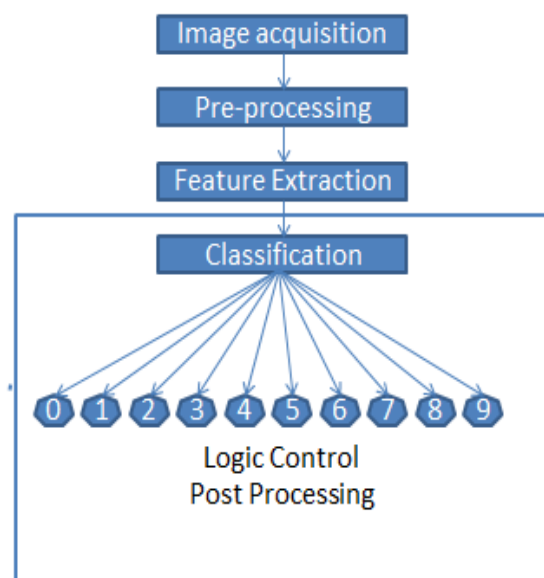 Image acquisition
Pre-processing
Feature Extraction
Classification
0 1 2 3 4 5 6 7 8 9
Logic Control
Post Processing